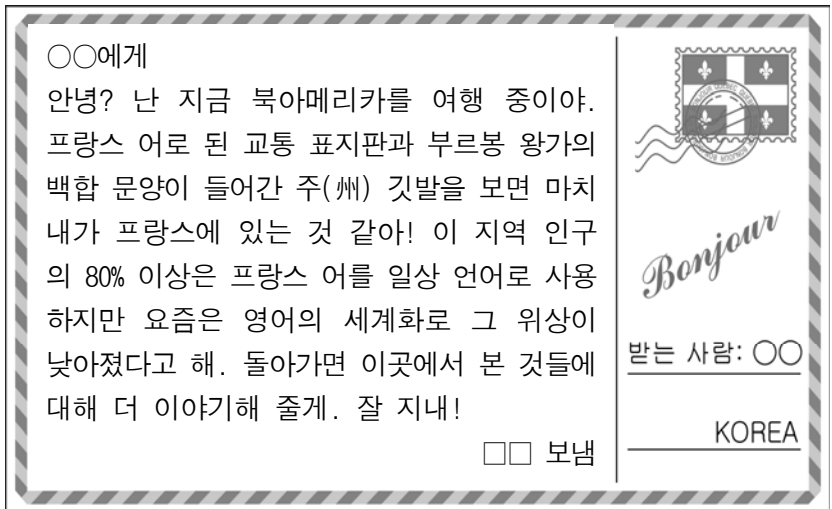 ○○에게
안녕? 난 지금 북아메리카를 여행 중이야.
프랑스 어로 된 교통 표지판과 부르봉 왕가의
백합 문양이 들어간 주(州) 깃발을 보면 마치
내가 프랑스에 있는 것 같아! 이 지역 인구
의 80% 이상은 프랑스 어를 일상 언어로 사용
하지만 요즘은 영어의 세계화로 그 위상이
낮아졌다고 해. 돌아가면 이곳에서 본 것들에
대해 더 이야기해 줄게. 잘 지내!
□□ 보냄
Bonjour
받는 사람: ○○
KOREA